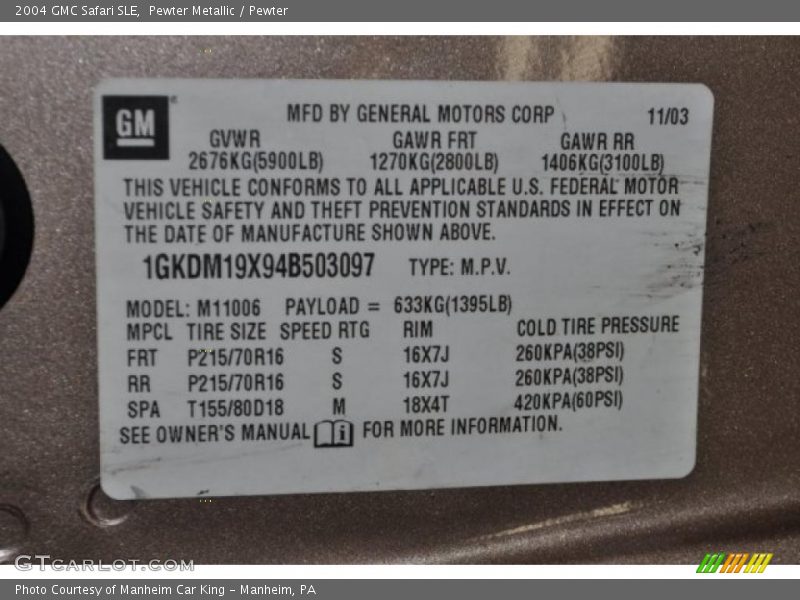 2004 GMC Safari SLE, Pewter Metallic / Pewter
GM
MFD BY GENERAL MOTORS CORP 11/03
GVWR GAWR FRT GAWR RR
2676KG(5900LB) 1270KG(2800LB) 1406KG(3100LB)
THIS VEHICLE CONFORMS TO ALL APPLICABLE U.S. FEDERAL MOTOR
VEHICLE SAFETY AND THEFT PREVENTION STANDARDS IN EFFECT ON
THE DATE OF MANUFACTURE SHOWN ABOVE.
1GKDM19X94B503097 TYPE: M.P.V.
MODEL: M11006 PAYLOAD = 633KG(1395LB)
MPCL TIRE SIZE SPEED RTG RIM COLD TIRE PRESSURE
FRT P215/70R16 S 16X7J 260KPA(38PSI)
RR P215/70R16 S 16X7J 260KPA(38PSI)
SPA T155/80D18 M 18X4T 420KPA(60PSI)
SEE OWNER'S MANUAL i FOR MORE INFORMATION.
GTcarlot.com
Photo Courtesy of Manheim Car King - Manheim, PA